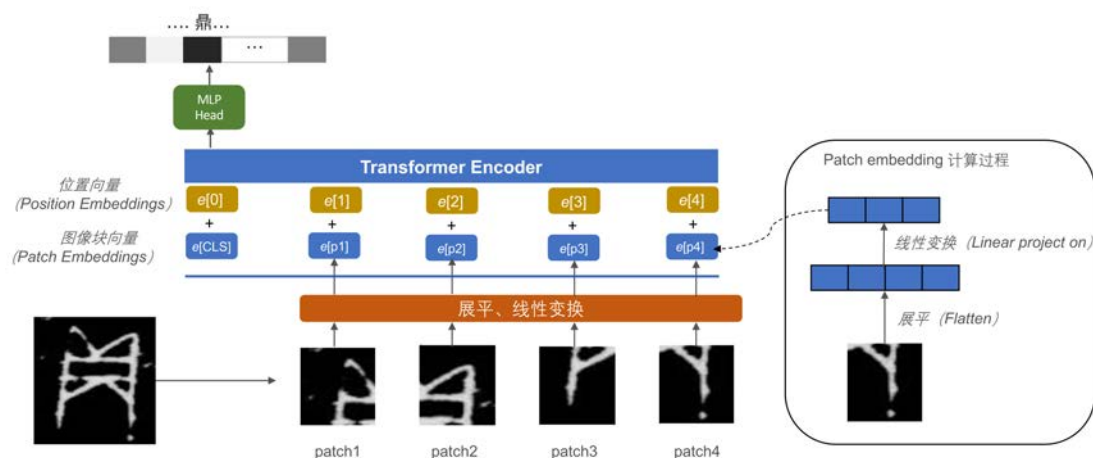 .... 鼎...
...
MLP
Head
Transformer Encoder
位置向量
(Position Embeddings)
e[0] e[1] e[2] e[3] e[4]
+ + + + +
图像块向量
(Patch Embeddings)
e[CLS] e[p1] e[p2] e[p3] e[p4]
展平、线性变换
patch1 patch2 patch3 patch4
Patch embedding 计算过程
线性变换（Linear project on)
展平（Flatten)